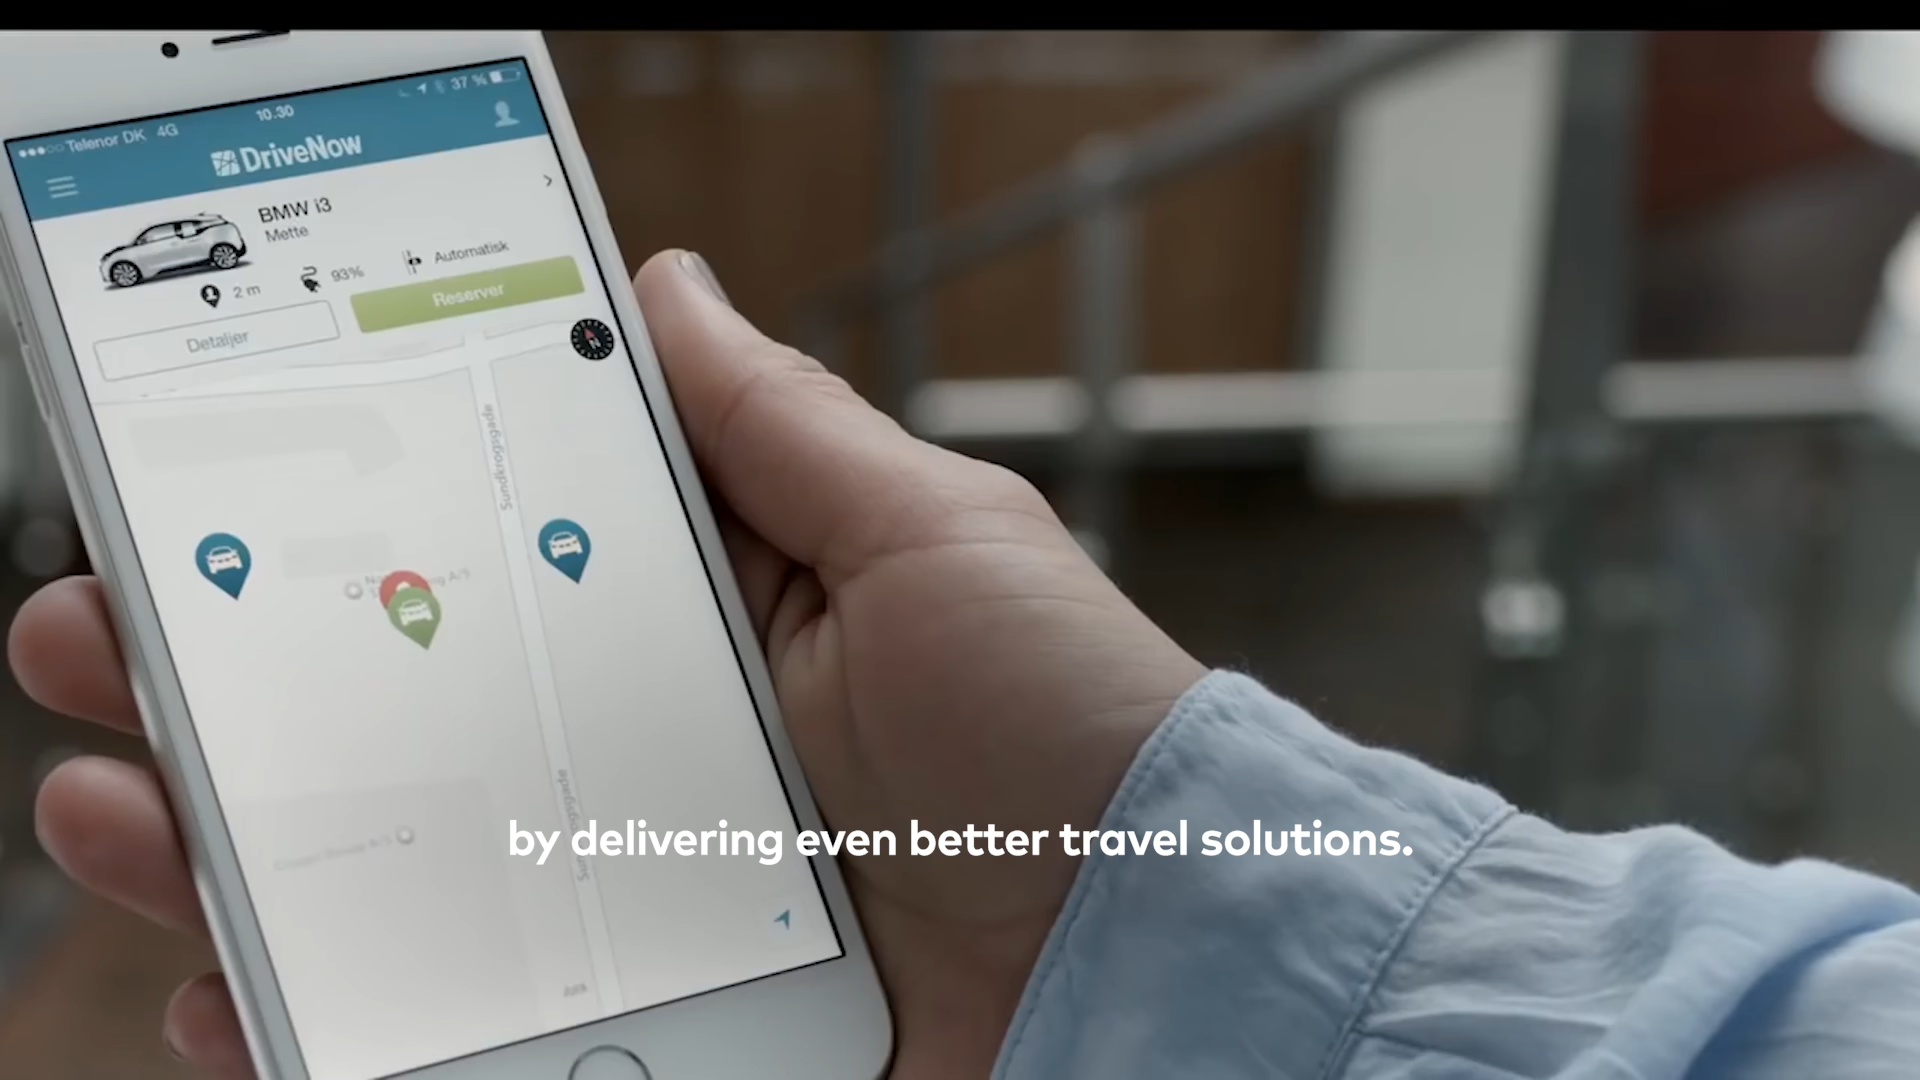 Telenor DK 4G
10.30
37 %
DriveNow
BMW i3
Mette
2 m
93%
Automatisk
Detaljer
Reserver
Sundkrogsgade
by delivering even better travel solutions.